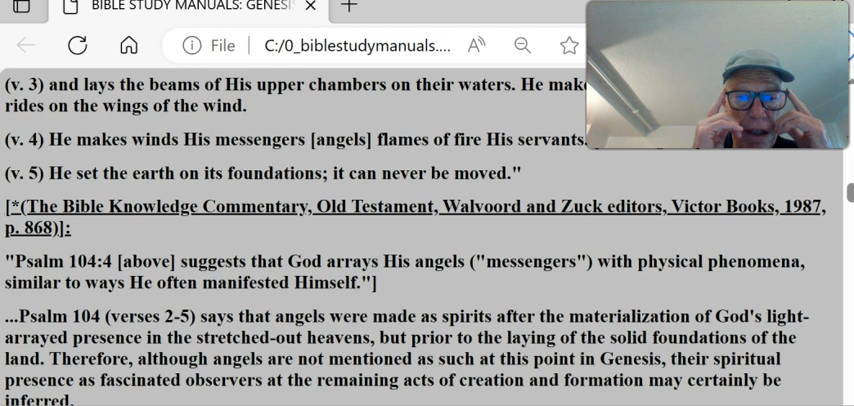 BIBLE STUDY MANUALS: GENESI
File C:/0_biblestudymanuals....
(v. 3) and lays the beams of His upper chambers on their waters. He mak
rides on the wings of the wind.
(v. 4) He makes winds His messengers [angels] flames of fire His servants.
(v. 5) He set the earth on its foundations; it can never be moved."
[*(The Bible Knowledge Commentary, Old Testament, Walvoord and Zuck editors, Victor Books, 1987,
p. 868)]:
"Psalm 104:4 [above] suggests that God arrays His angels ("messengers") with physical phenomena,
similar to ways He often manifested Himself."]
...Psalm 104 (verses 2-5) says that angels were made as spirits after the materialization of God's light-
arrayed presence in the stretched-out heavens, but prior to the laying of the solid foundations of the
land. Therefore, although angels are not mentioned as such at this point in Genesis, their spiritual
presence as fascinated observers at the remaining acts of creation and formation may certainly be
inferred.